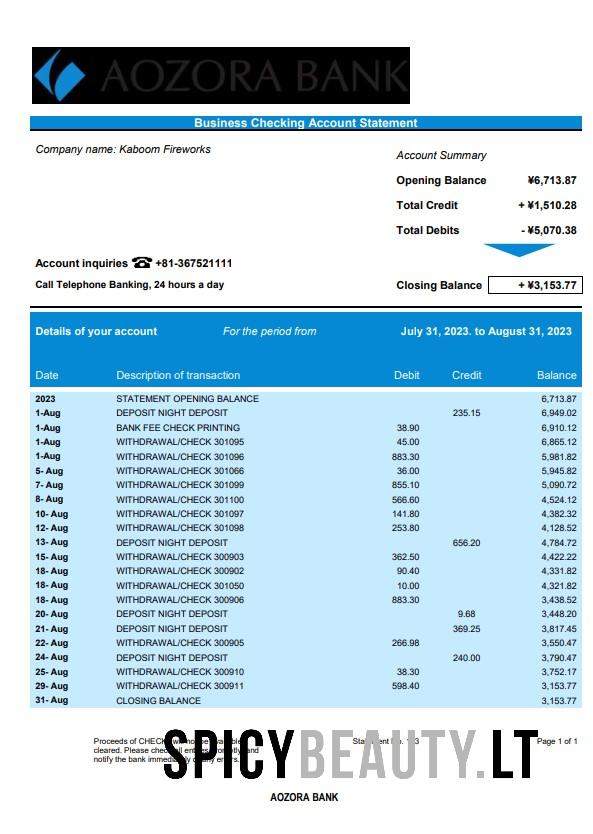 AOZORA BANK
Business Checking Account Statement
Company name: Kaboom Fireworks
Account Summary
Opening Balance ¥6,713.87
Total Credit + ¥1,510.28
Total Debits - ¥5,070.38
Account inquiries ☎ +81-367521111
Call Telephone Banking, 24 hours a day
Closing Balance + ¥3,153.77
Details of your account For the period from July 31, 2023. to August 31, 2023
Date Description of transaction Debit Credit Balance
2023 STATEMENT OPENING BALANCE 6,713.87
1-Aug DEPOSIT NIGHT DEPOSIT 235.15 6,949.02
1-Aug BANK FEE CHECK PRINTING 38.90 6,910.12
1-Aug WITHDRAWAL/CHECK 301095 45.00 6,865.12
1-Aug WITHDRAWAL/CHECK 301096 883.30 5,981.82
5- Aug WITHDRAWAL/CHECK 301066 36.00 5,945.82
7- Aug WITHDRAWAL/CHECK 301099 855.10 5,090.72
8- Aug WITHDRAWAL/CHECK 301100 566.60 4,524.12
10- Aug WITHDRAWAL/CHECK 301097 141.80 4,382.32
12- Aug WITHDRAWAL/CHECK 301098 253.80 4,128.52
13- Aug DEPOSIT NIGHT DEPOSIT 656.20 4,784.72
15- Aug WITHDRAWAL/CHECK 300903 362.50 4,422.22
18- Aug WITHDRAWAL/CHECK 300902 90.40 4,331.82
18- Aug WITHDRAWAL/CHECK 301050 10.00 4,321.82
18- Aug WITHDRAWAL/CHECK 300906 883.30 3,438.52
20- Aug DEPOSIT NIGHT DEPOSIT 9.68 3,448.20
21- Aug DEPOSIT NIGHT DEPOSIT 369.25 3,817.45
22- Aug WITHDRAWAL/CHECK 300905 266.98 3,550.47
24- Aug DEPOSIT NIGHT DEPOSIT 240.00 3,790.47
25- Aug WITHDRAWAL/CHECK 300910 38.30 3,752.17
29- Aug WITHDRAWAL/CHECK 300911 598.40 3,153.77
31- Aug CLOSING BALANCE 3,153.77
Proceeds of Page 1 of 1
cleared. Please
notify the bank
SPICYBEAUTY.LT
AOZORA BANK